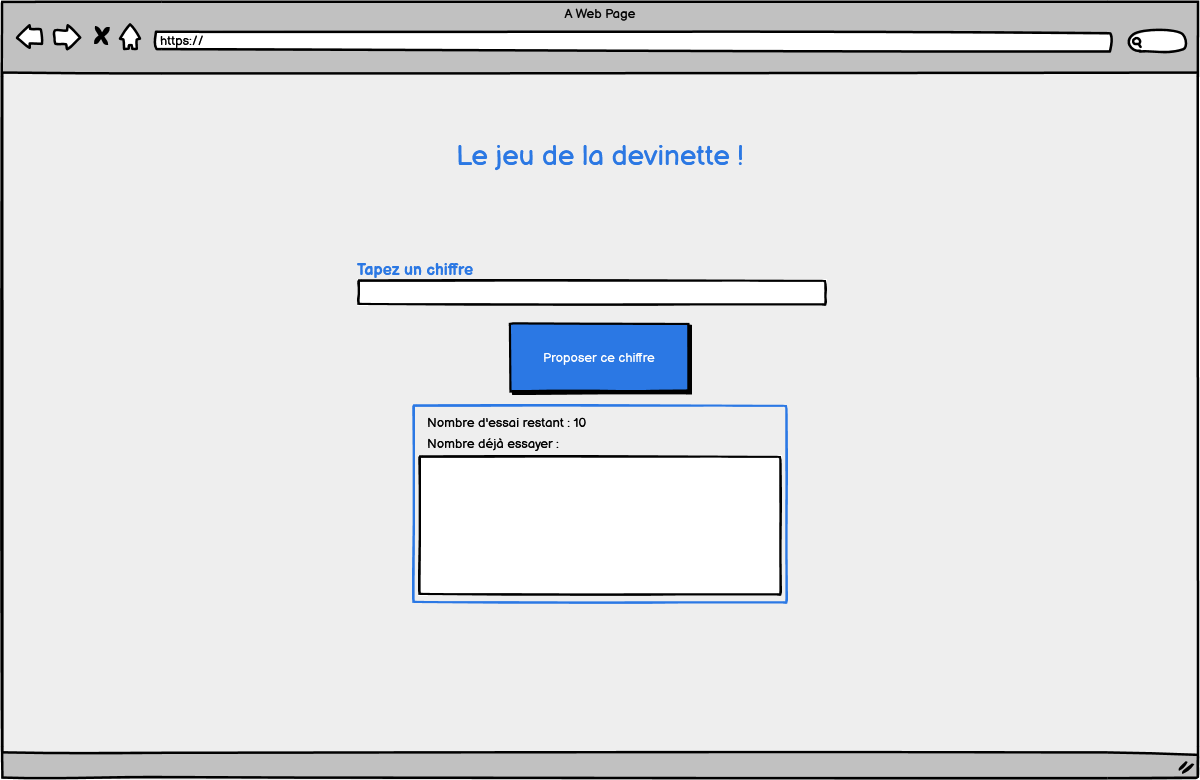 A Web Page
https://
Le jeu de la devinette !
Tapez un chiffre
Proposer ce chiffre
Nombre d'essai restant : 10
Nombre déjà essayer :